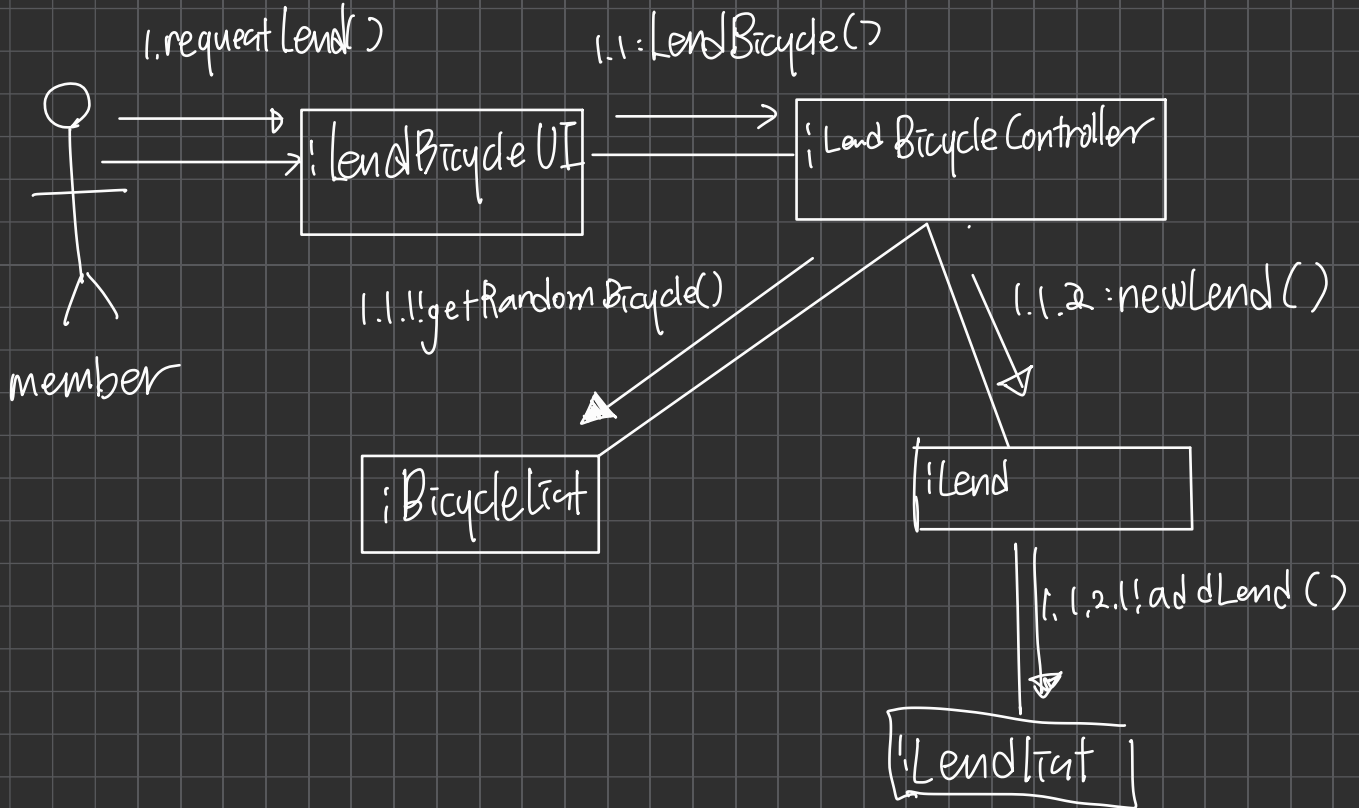 1.requestLend()
1.1:LendBicycle()
:LendBicycleUI
:LendBicycleController
1.1.1:getRandomBicycle()
1.1.2:newLend()
member
:BicycleList
:Lend
1.1.2.1:addLend()
:Lendlist